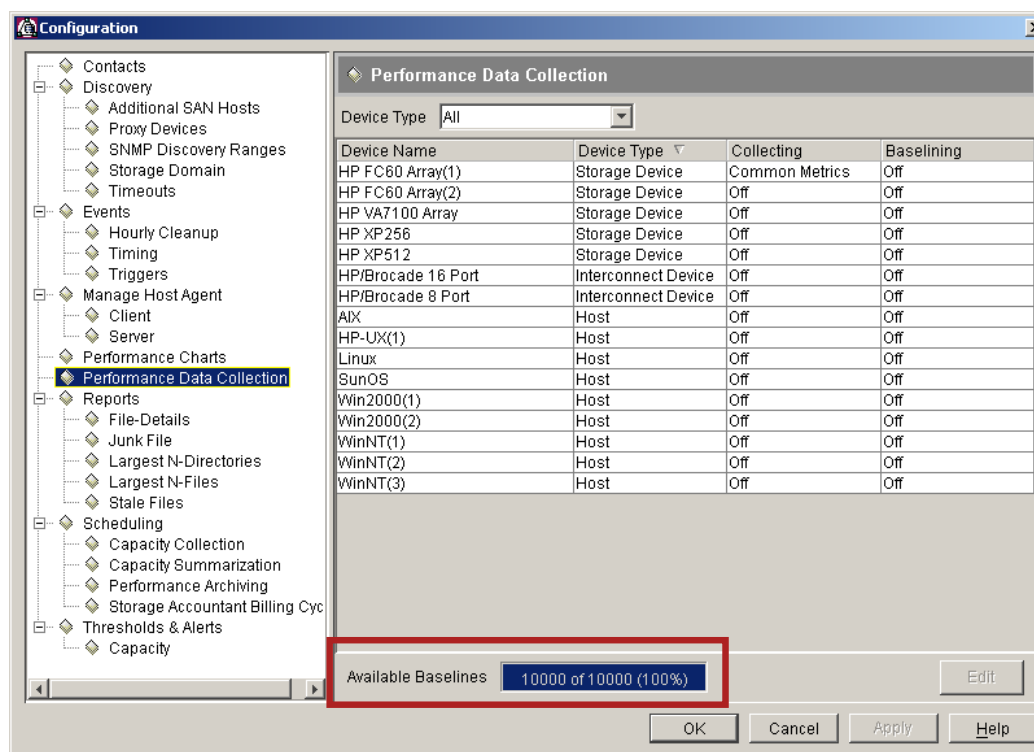 Configuration
Contacts
Discovery
Additional SAN Hosts
Proxy Devices
SNMP Discovery Ranges
Storage Domain
Timeouts
Events
Hourly Cleanup
Timing
Triggers
Manage Host Agent
Client
Server
Performance Charts
Performance Data Collection
Reports
File-Details
Junk File
Largest N-Directories
Largest N-Files
Stale Files
Scheduling
Capacity Collection
Capacity Summarization
Performance Archiving
Storage Accountant Billing Cyc
Thresholds & Alerts
Capacity
Performance Data Collection
Device Type All
Device Name Device Type Collecting Baselining
HP FC60 Array(1) Storage Device Common Metrics Off
HP FC60 Array(2) Storage Device Off Off
HP VA7100 Array Storage Device Off Off
HP XP256 Storage Device Off Off
HP XP512 Storage Device Off Off
HP/Brocade 16 Port Interconnect Device Off Off
HP/Brocade 8 Port Interconnect Device Off Off
AIX Host Off Off
HP-UX(1) Host Off Off
Linux Host Off Off
SunOS Host Off Off
Win2000(1) Host Off Off
Win2000(2) Host Off Off
WinNT(1) Host Off Off
WinNT(2) Host Off Off
WinNT(3) Host Off Off
Available Baselines 10000 of 10000 (100%) Edit
OK Cancel Apply Help